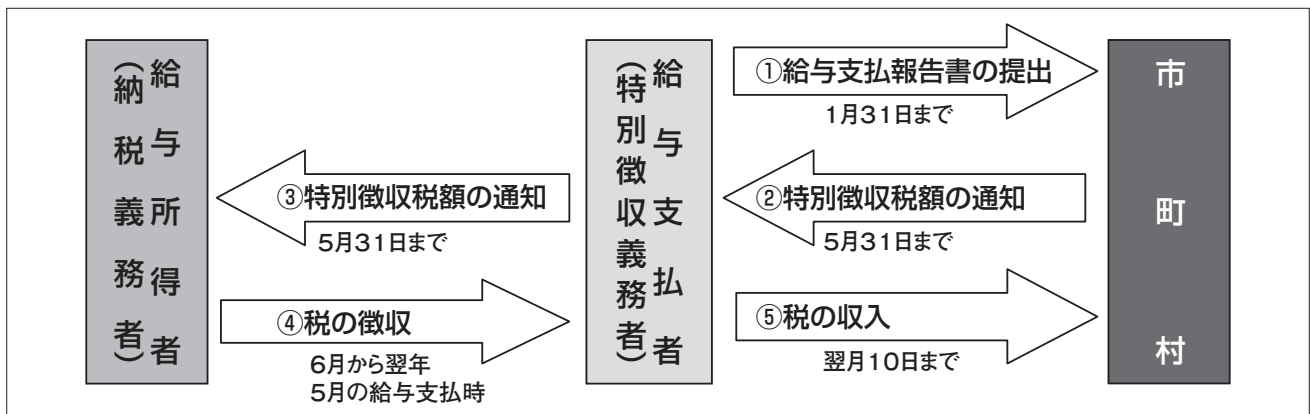 給与所得者
（納税義務者）
給与支払者
（特別徴収義務者）
市町村
①給与支払報告書の提出
1月31日まで
②特別徴収税額の通知
5月31日まで
③特別徴収税額の通知
5月31日まで
④税の徴収
6月から翌年
5月の給与支払時
⑤税の収入
翌月10日まで